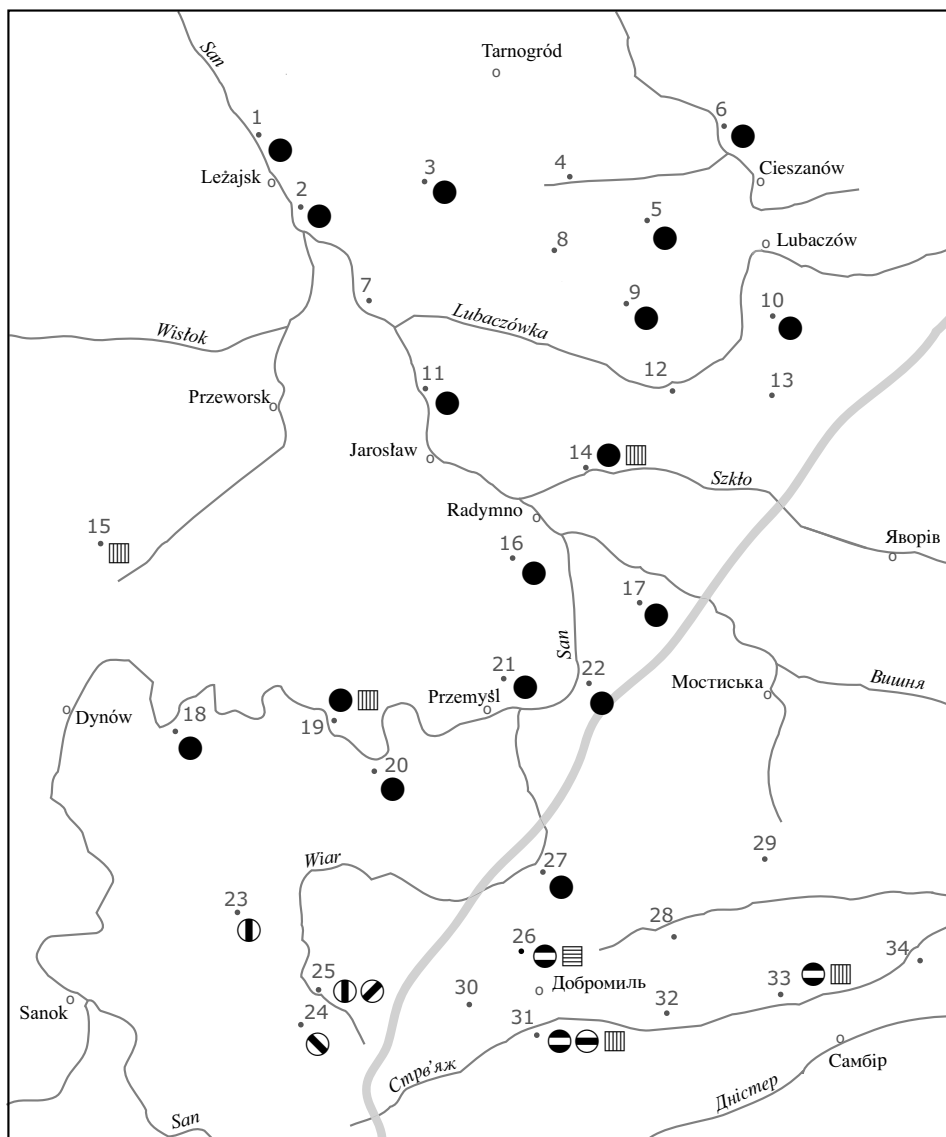 San
Tarnogród
1
6
Leżajsk
3
4
Cieszanów
2
5
8
Lubaczów
7
9
10
Lubaczówka
Wisłok
11
12
13
Przeworsk
Jarosław
14
Szkło
Radymno
15
16
Яворів
17
San
21
22
Мостиська
Вишня
Dynów
18
19
Przemyśl
20
Wiar
27
29
23
28
26
34
25
33
Добромиль
Sanok
24
30
32
31
Стрв'яж
Самбір
Дністер
San